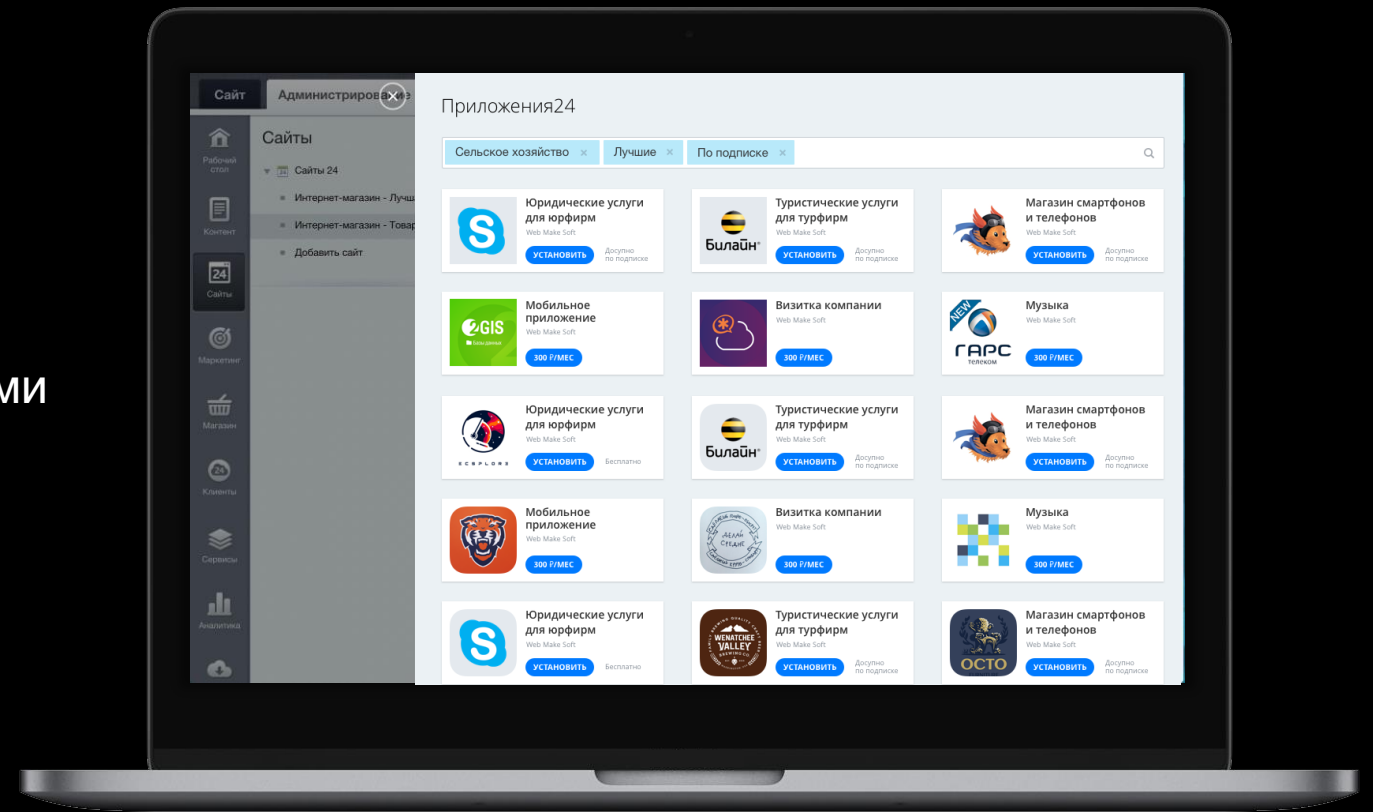 ми
Сайт
Администрирование
Сайты
Рабочий
стол
Контент
24
Сайты
Маркетинг
Магазин
24
Клиенты
Сервисы
Аналитика
24 Сайты 24
Интернет-магазин - Лучш
Интернет-магазин - Товар
Добавить сайт
Приложения24
Сельское хозяйство × Лучшие × По подписке ×
S
Юридические услуги
для юрфирм
Web Make Soft
УСТАНОВИТЬ
Доступно
по подписке
Билайн
Туристические услуги
для турфирм
Web Make Soft
УСТАНОВИТЬ
Доступно
по подписке
Магазин смартфонов
и телефонов
Web Make Soft
УСТАНОВИТЬ
Доступно
по подписке
2GIS
Базы данных
Мобильное
приложение
Web Make Soft
300 ₽/МЕС
Визитка компании
Web Make Soft
300 ₽/МЕС
NEW
ГАРС
ТЕЛЕКОМ
Музыка
Web Make Soft
300 ₽/МЕС
ECSPLORE
Юридические услуги
для юрфирм
Web Make Soft
УСТАНОВИТЬ
Бесплатно
Билайн
Туристические услуги
для турфирм
Web Make Soft
УСТАНОВИТЬ
Доступно
по подписке
Магазин смартфонов
и телефонов
Web Make Soft
УСТАНОВИТЬ
Доступно
по подписке
Мобильное
приложение
Web Make Soft
300 ₽/МЕС
ДЕЛАЙ
СРЕДНЕ
Визитка компании
Web Make Soft
300 ₽/МЕС
Музыка
Web Make Soft
300 ₽/МЕС
S
Юридические услуги
для юрфирм
Web Make Soft
УСТАНОВИТЬ
Бесплатно
WENATCHEE
VALLEY
BREWING CO
Туристические услуги
для турфирм
Web Make Soft
УСТАНОВИТЬ
Доступно
по подписке
ОСТО
Магазин смартфонов
и телефонов
Web Make Soft
УСТАНОВИТЬ
Доступно
по подписке